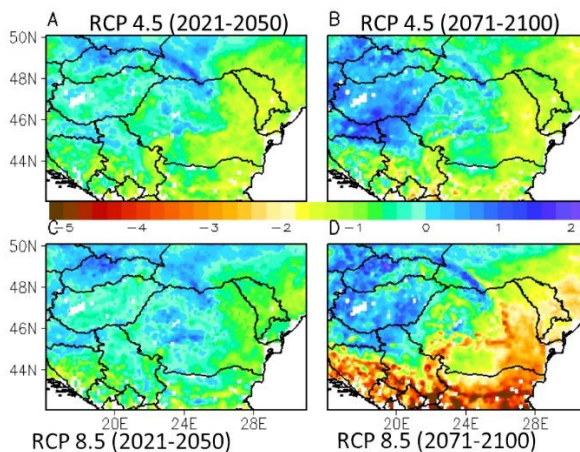 A RCP 4.5 (2021-2050) B RCP 4.5 (2071-2100)
50N
48N
46N
44N
C -5 -4 -3 -2 -1 0 1 2 D
50N
48N
46N
44N
20E 24E 28E 20E 24E 28E
RCP 8.5 (2021-2050) RCP 8.5 (2071-2100)